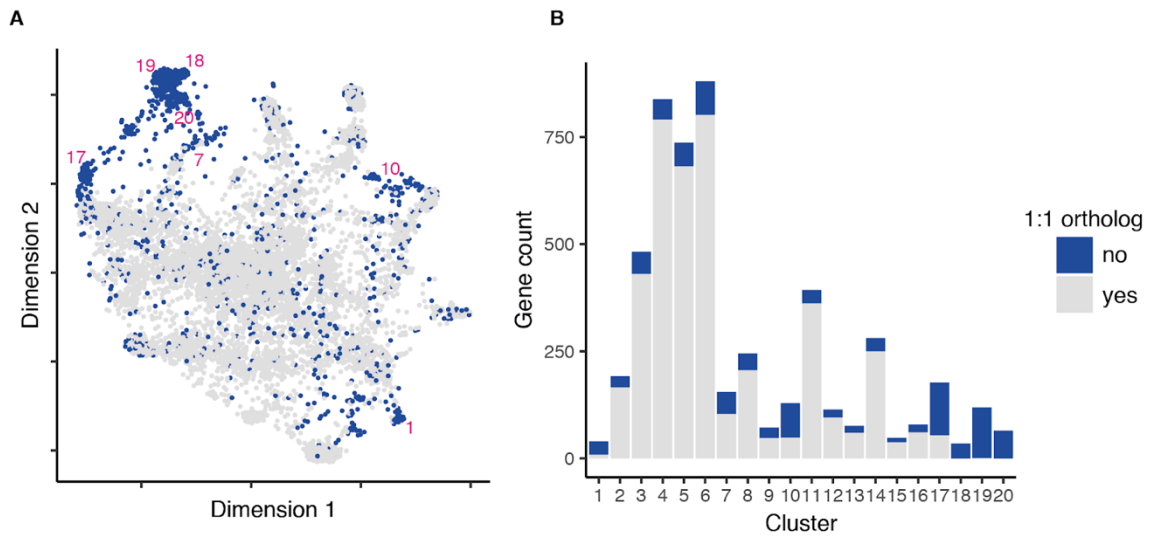 A
19 18
20
17
7
10
1
Dimension 2
Dimension 1
B
Gene count
750
500
250
0
1 2 3 4 5 6 7 8 9 10 11 12 13 14 15 16 17 18 19 20
Cluster
1:1 ortholog
no
yes